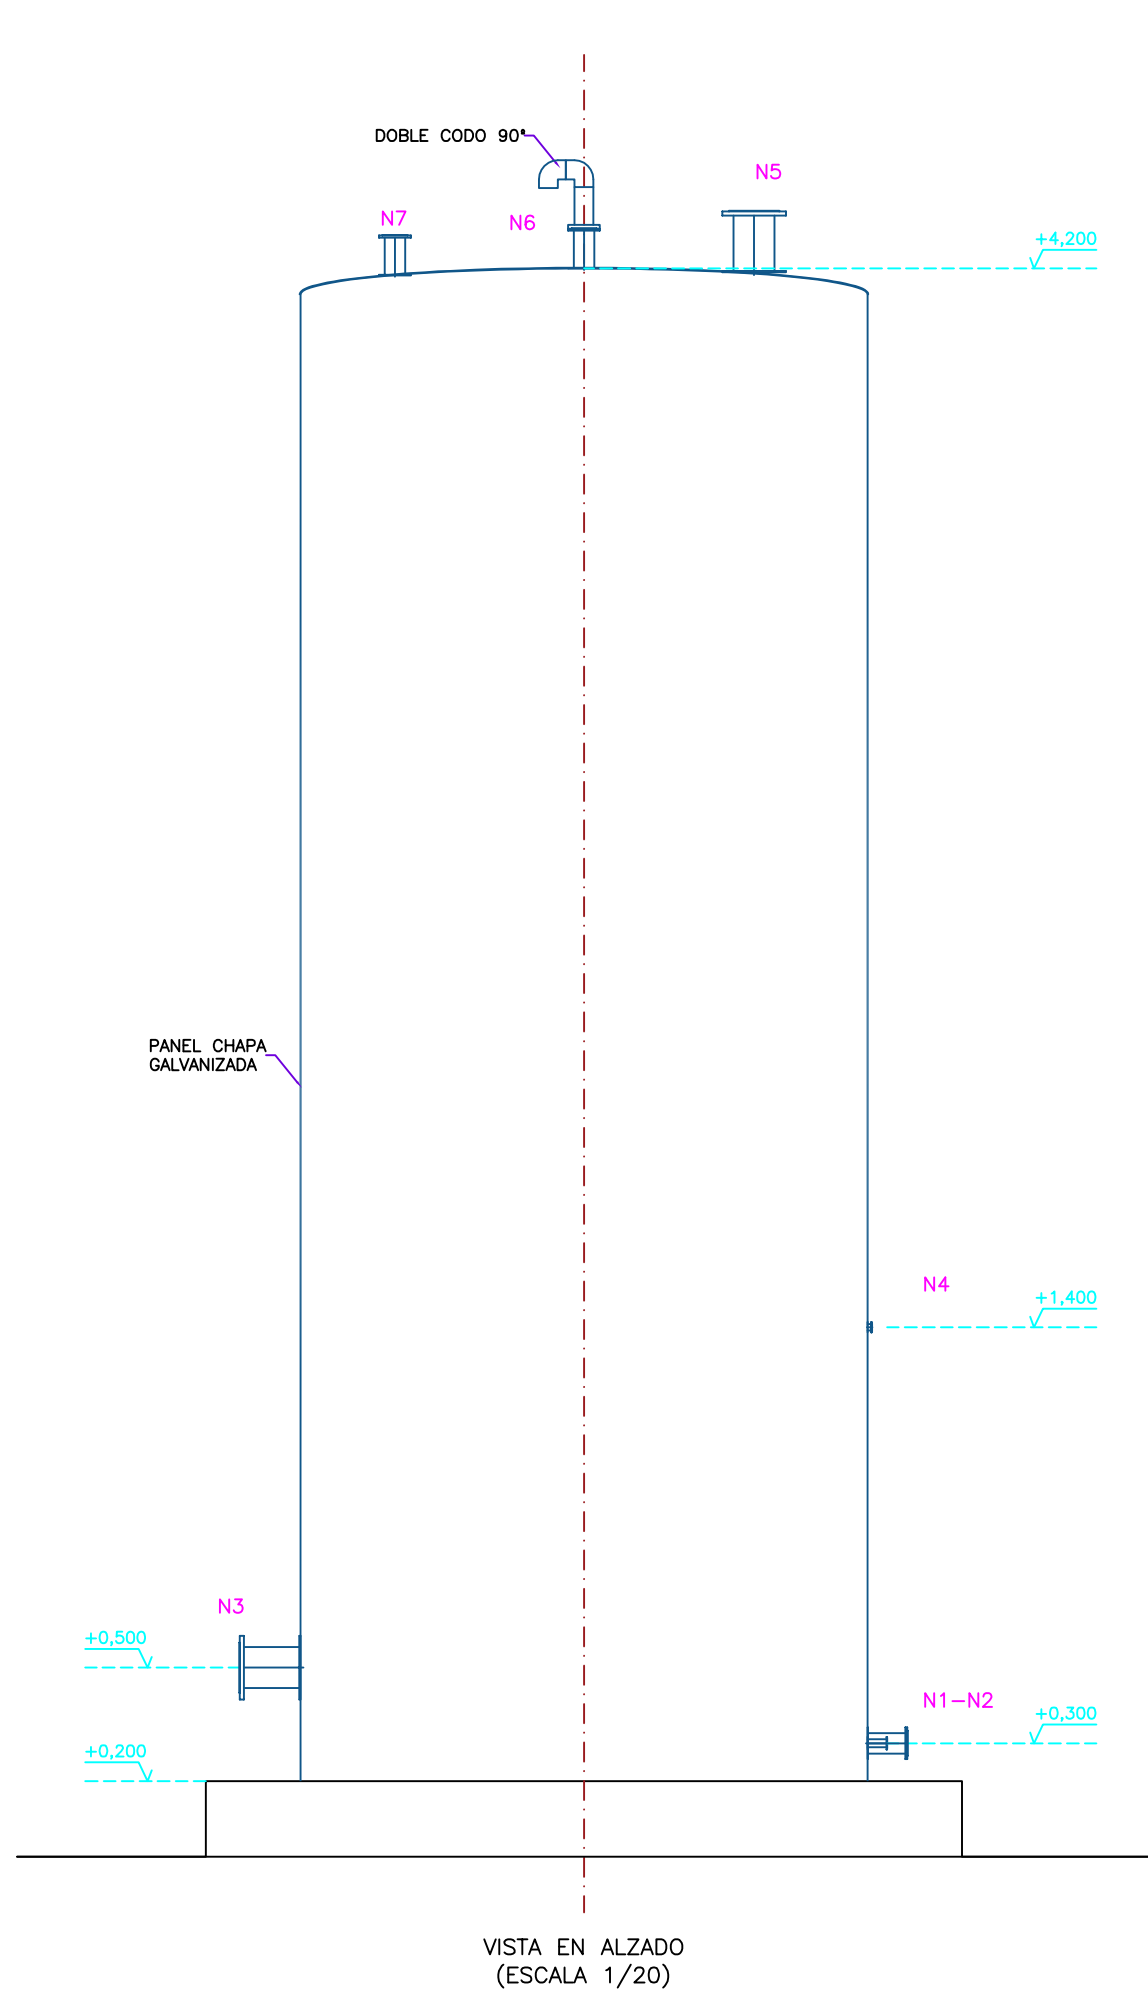 DOBLE CODO 90°
N5
N7
N6
+4,200
PANEL CHAPA
GALVANIZADA
N4
+1,400
N3
+0,500
N1-N2
+0,300
+0,200
VISTA EN ALZADO
(ESCALA 1/20)